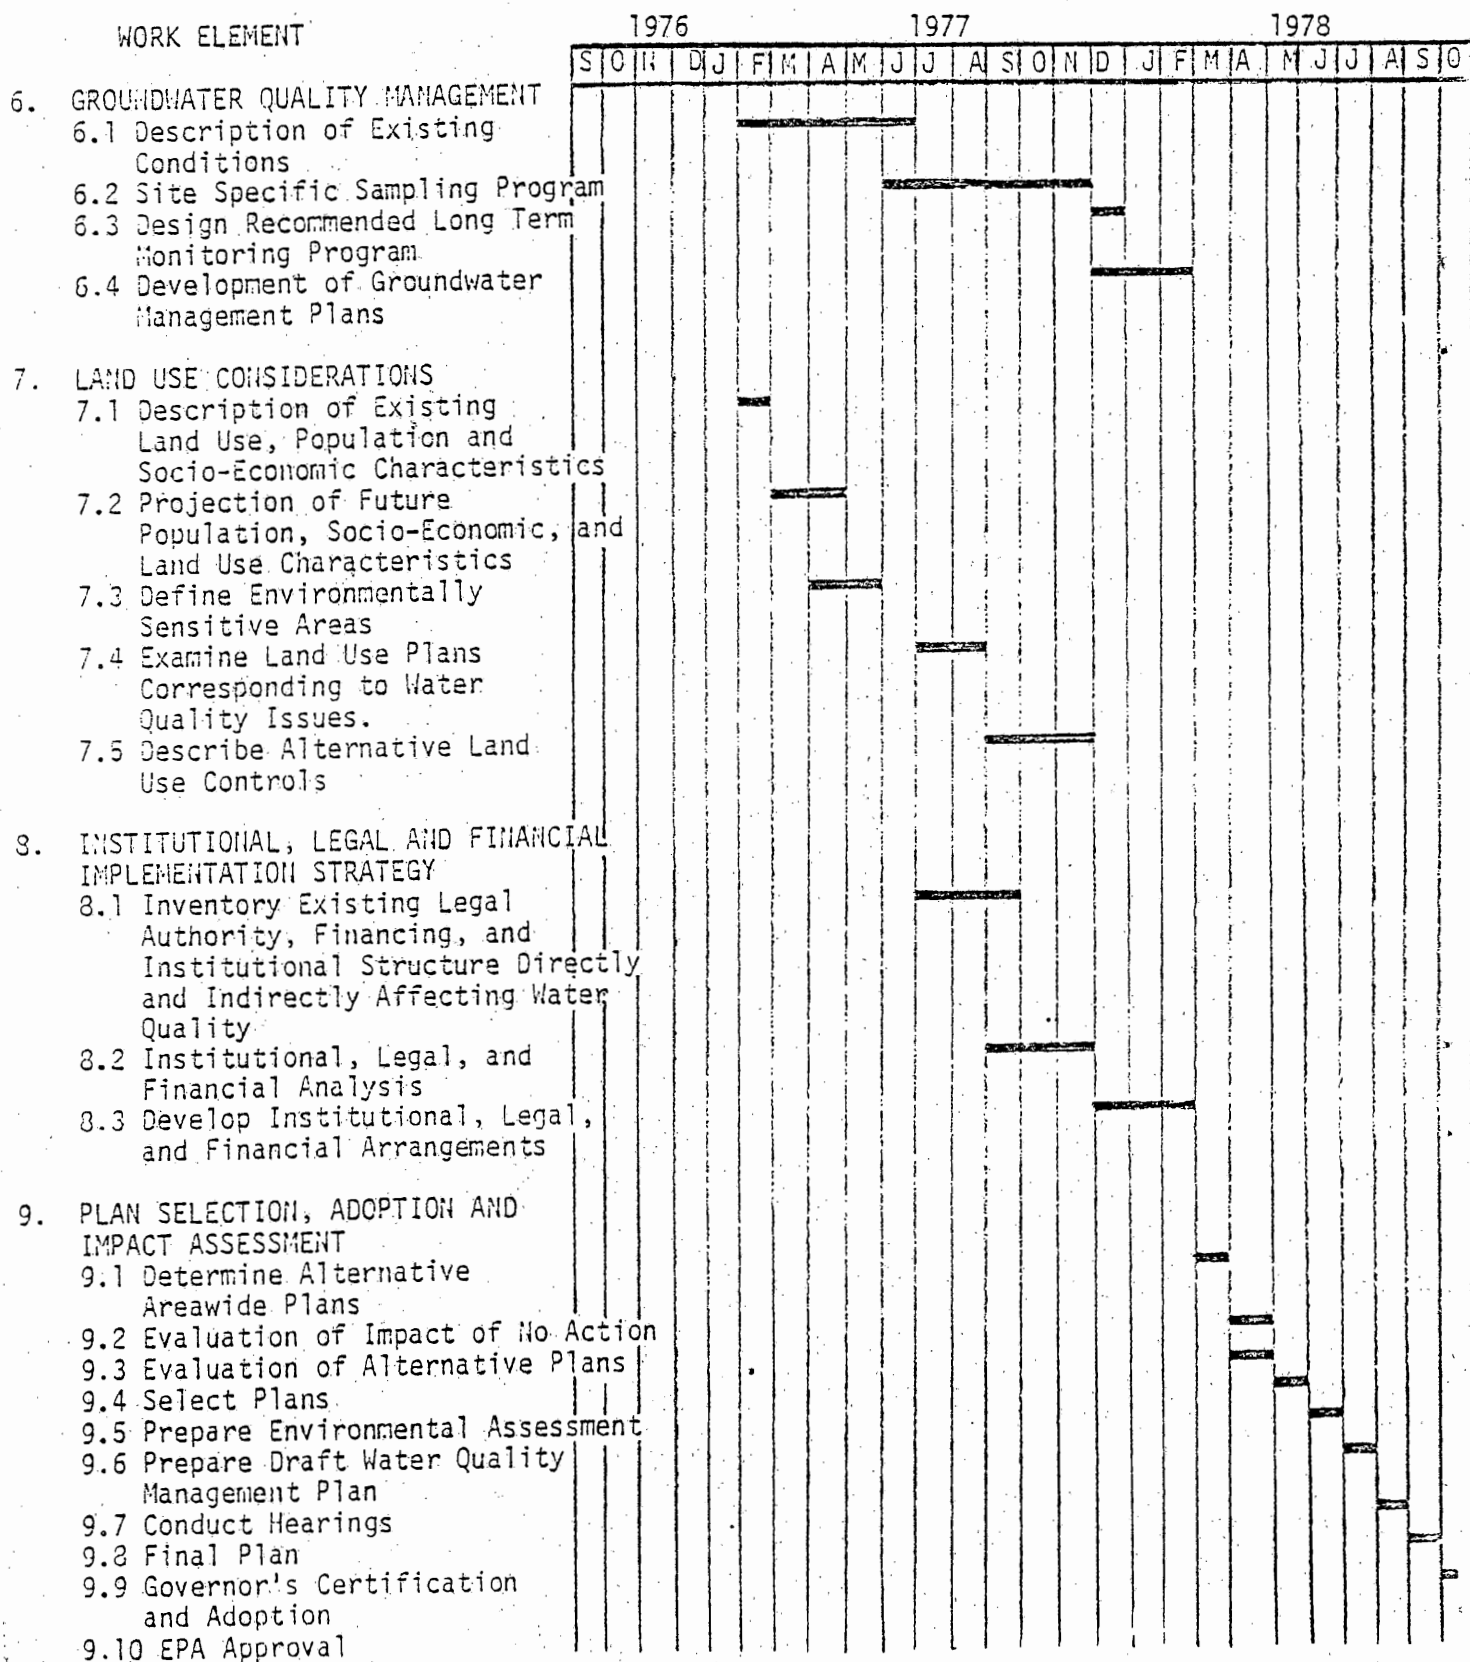 1976 1977 1978
WORK ELEMENT
S O N D J F M A M J J A S O N D J F M A M J J A S O
6. GROUNDWATER QUALITY MANAGEMENT
6.1 Description of Existing
Conditions
6.2 Site Specific Sampling Program
6.3 Design Recommended Long Term
Monitoring Program
6.4 Development of Groundwater
Management Plans
7. LAND USE CONSIDERATIONS
7.1 Description of Existing
Land Use, Population and
Socio-Economic Characteristics
7.2 Projection of Future
Population, Socio-Economic, and
Land Use Characteristics
7.3 Define Environmentally
Sensitive Areas
7.4 Examine Land Use Plans
Corresponding to Water
Quality Issues.
7.5 Describe Alternative Land
Use Controls
8. INSTITUTIONAL, LEGAL AND FINANCIAL
IMPLEMENTATION STRATEGY
8.1 Inventory Existing Legal
Authority, Financing, and
Institutional Structure Directly
and Indirectly Affecting Water
Quality
8.2 Institutional, Legal, and
Financial Analysis
8.3 Develop Institutional, Legal,
and Financial Arrangements
9. PLAN SELECTION, ADOPTION AND
IMPACT ASSESSMENT
9.1 Determine Alternative
Areawide Plans
9.2 Evaluation of Impact of No Action
9.3 Evaluation of Alternative Plans
9.4 Select Plans
9.5 Prepare Environmental Assessment
9.6 Prepare Draft Water Quality
Management Plan
9.7 Conduct Hearings
9.8 Final Plan
9.9 Governor's Certification
and Adoption
9.10 EPA Approval